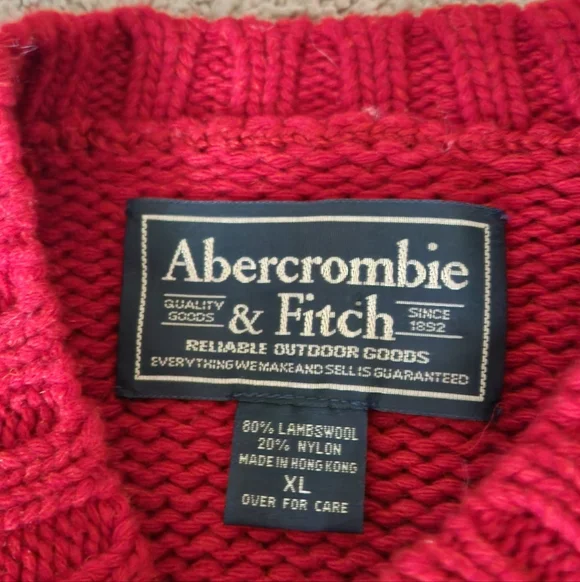 Abercrombie
QUALITY GOODS & Fitch SINCE 1892
RELIABLE OUTDOOR GOODS
EVERYTHING WE MAKE AND SELL IS GUARANTEED
80% LAMBSWOOL
20% NYLON
MADE IN HONG KONG
XL
OVER FOR CARE